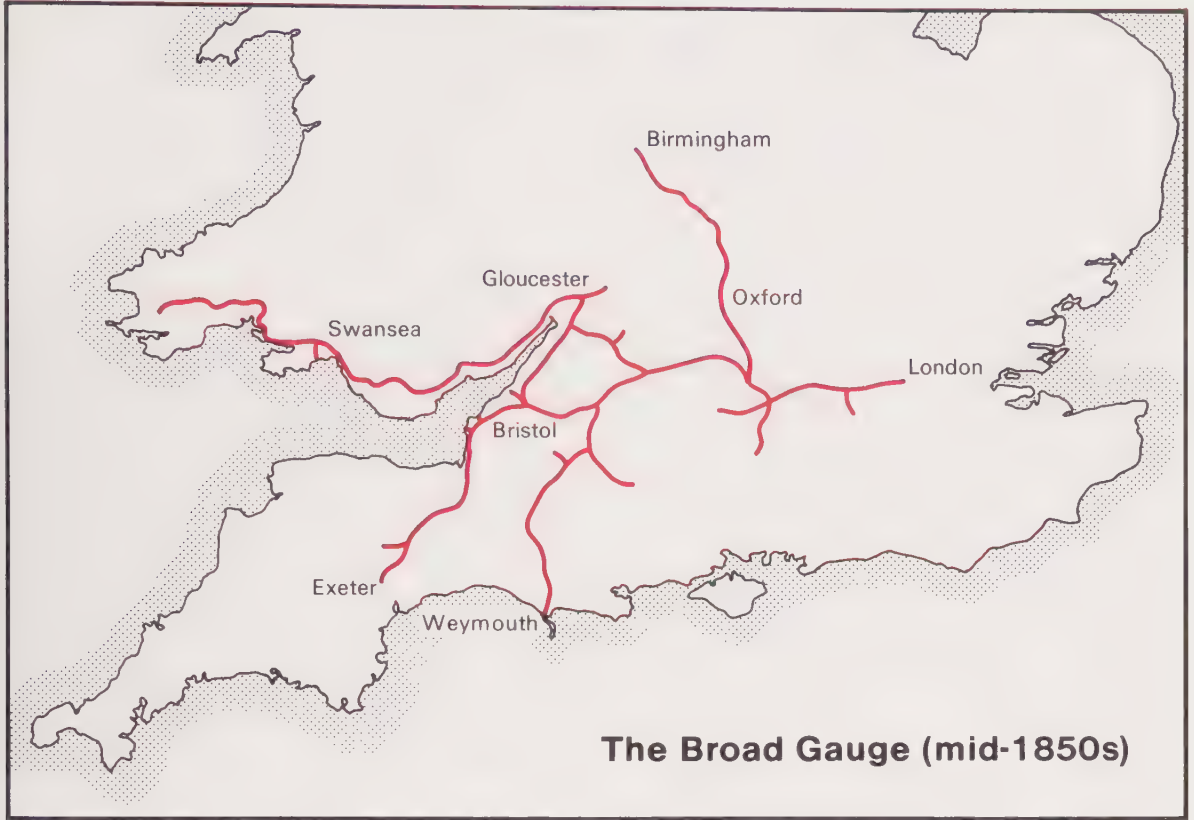 Birmingham
Gloucester
Oxford
Swansea
London
Bristol
Exeter
Weymouth
The Broad Gauge (mid-1850s)